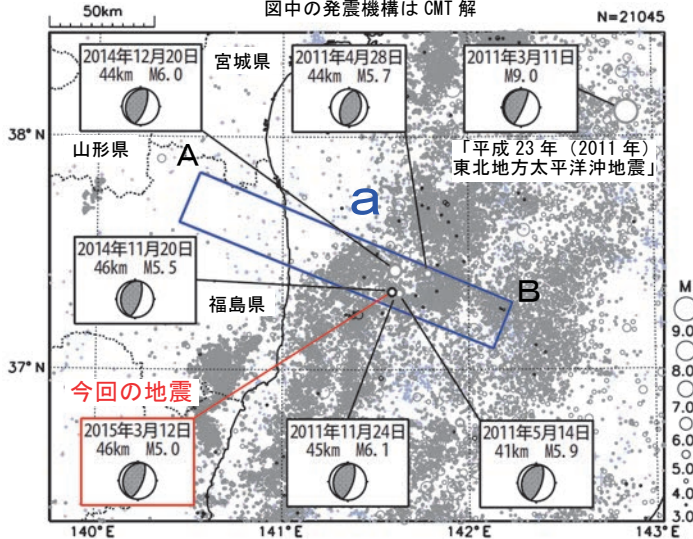 図中の発震機構は CMT 解
50km
N=21045
2014年12月20日
44km M6.0
宮城県
2011年4月28日
44km M5.7
2011年3月11日
M9.0
38°N
山形県
A
「平成 23 年（2011 年）
東北地方太平洋沖地震」
a
2014年11月20日
46km M5.5
福島県
B
M
9.0
8.0
7.0
6.0
5.0
4.0
3.0
37°N
今回の地震
2015年3月12日
46km M5.0
2011年11月24日
45km M6.1
2011年5月14日
41km M5.9
140°E
141°E
142°E
143°E